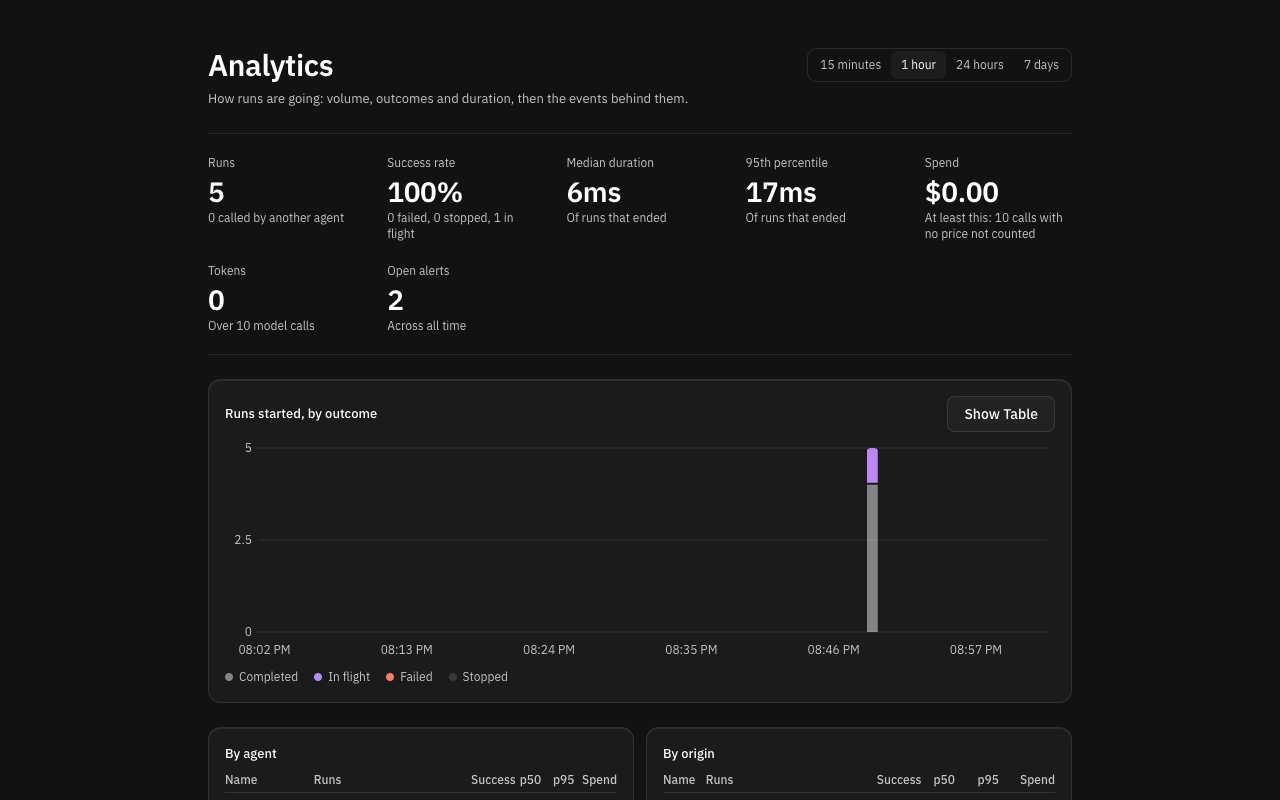 Analytics
15 minutes 1 hour 24 hours 7 days
How runs are going: volume, outcomes and duration, then the events behind them.
Runs Success rate Median duration 95th percentile Spend
5 100% 6ms 17ms $0.00
0 called by another agent 0 failed, 0 stopped, 1 in flight Of runs that ended Of runs that ended At least this: 10 calls with no price not counted
Tokens Open alerts
0 2
Over 10 model calls Across all time
Runs started, by outcome Show Table
5
2.5
0
08:02 PM 08:13 PM 08:24 PM 08:35 PM 08:46 PM 08:57 PM
Completed In flight Failed Stopped
By agent By origin
Name Runs Success p50 p95 Spend Name Runs Success p50 p95 Spend